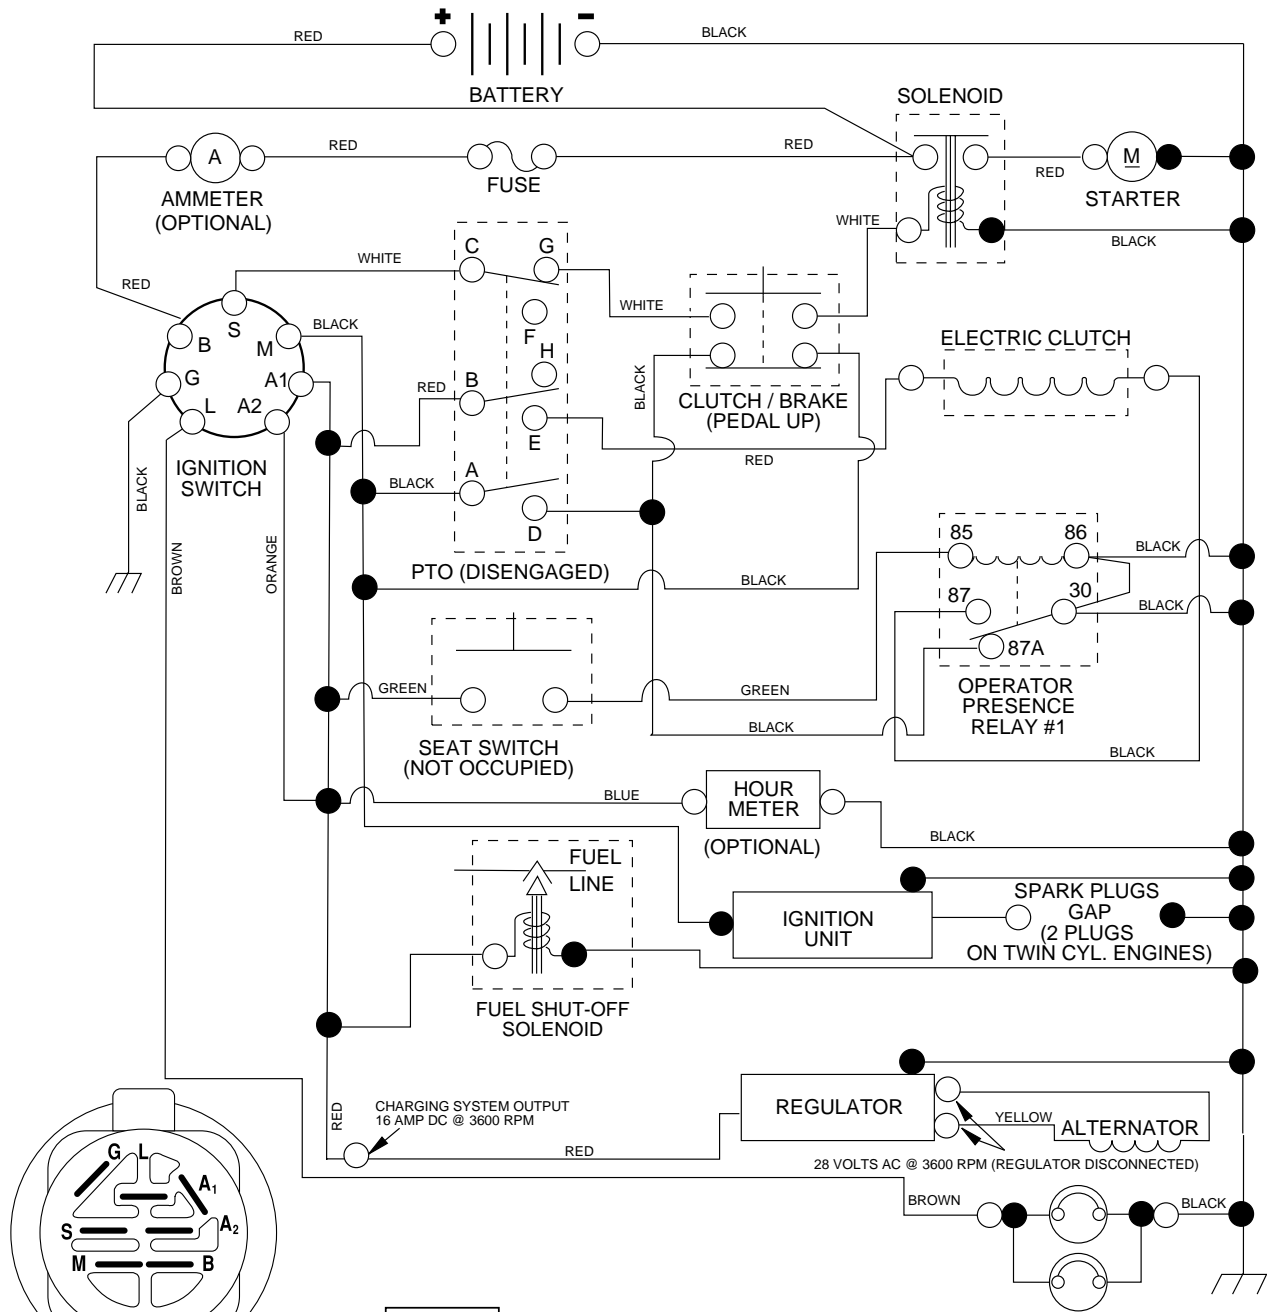 +
−
RED
BLACK
BATTERY
SOLENOID
A
RED
RED
FUSE
RED
M
STARTER
AMMETER
(OPTIONAL)
WHITE
BLACK
C
G
WHITE
RED
WHITE
S
BLACK
B
M
F
ELECTRIC CLUTCH
G
A1
H
L
A2
RED
B
BLACK
CLUTCH / BRAKE
(PEDAL UP)
E
RED
IGNITION
SWITCH
BLACK
A
BLACK
D
85
86
BLACK
BROWN
ORANGE
PTO (DISENGAGED)
BLACK
87
30
BLACK
87A
GREEN
GREEN
OPERATOR
PRESENCE
RELAY #1
BLACK
BLACK
SEAT SWITCH
(NOT OCCUPIED)
BLUE
HOUR
METER
(OPTIONAL)
BLACK
FUEL
LINE
IGNITION
UNIT
SPARK PLUGS
GAP
(2 PLUGS
ON TWIN CYL. ENGINES)
FUEL SHUT-OFF
SOLENOID
RED
CHARGING SYSTEM OUTPUT
16 AMP DC @ 3600 RPM
RED
REGULATOR
YELLOW
ALTERNATOR
28 VOLTS AC @ 3600 RPM (REGULATOR DISCONNECTED)
BROWN
BLACK
G
L
A1
S
A2
M
B